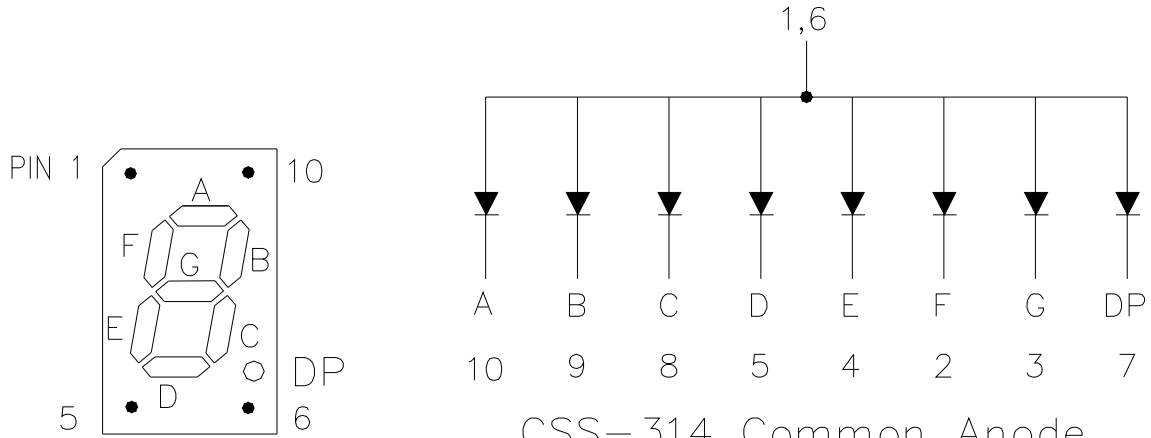 1,6
PIN 1
10
A
F
B
G
E
C
D
DP
5
6
A B C D E F G DP
10 9 8 5 4 2 3 7
CSS-314 Common Anode